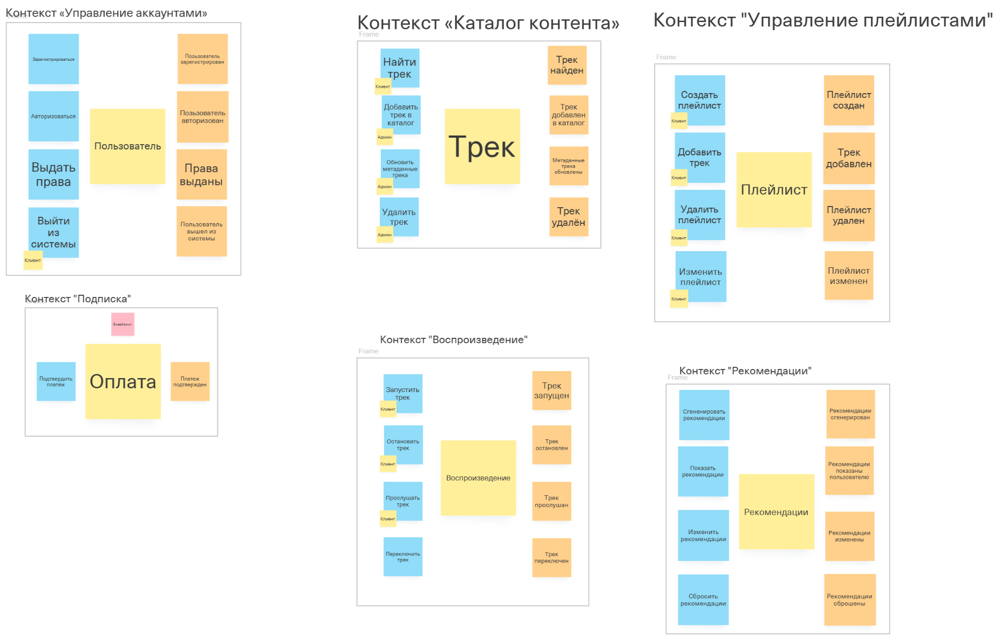 Контекст «Управление аккаунтами»
Frame
Зарегистрироваться
Позьзователь
зарегистрирован
Авторизоваться
Позьзователь
авторизован
Пользователь
Выдать
права
Права
выданы
Выйти
из
системы
Клиент
Пользователь
вышел из
системы
Контекст "Подписка"
Frame
Эквайринг
Подтвердить
платёж
Оплата
Платеж
подтвержден
Контекст «Каталог контента»
Frame
Найти
трек
Клиент
Трек
найден
Добавить
трек в
каталог
Админ
Трек
добавлен
в каталог
Трек
Обновить
метаданные
трека
Админ
Метаданные
трека
обновлены
Удалить
трек
Админ
Трек
удалён
Контекст "Воспроизведение"
Frame
Запустить
трек
Клиент
Трек
запущен
Остановить
трек
Клиент
Трек
остановлен
Воспроизведение
Прослушать
трек
Клиент
Трек
прослушан
Переключить
трек
Трек
переключен
Контекст "Управление плейлистами"
Frame
Создать
плейлист
Клиент
Плейлист
создан
Добавить
трек
Клиент
Трек
добавлен
Плейлист
Удалить
плейлист
Клиент
Плейлист
удален
Изменить
плейлист
Клиент
Плейлист
изменен
Контекст "Рекомендации"
Frame
Сгененировать
рекомендации
Рекомендации
сгенерирован
Показать
рекомендации
Рекомендации
показаны
пользователю
Рекомендации
Изменить
рекомендации
Рекомендации
изменены
Сбросить
рекомендации
Рекомендации
сброшены